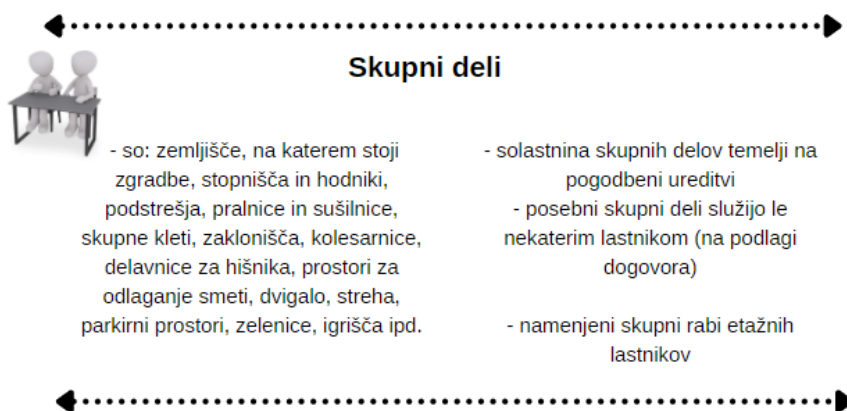 Skupni deli
- so: zemljišče, na katerem stoji
zgradbe, stopnišča in hodniki,
podstrešja, pralnice in sušilnice,
skupne kleti, zaklonišča, kolesarnice,
delavnice za hišnika, prostori za
odlaganje smeti, dvigalo, streha,
parkirni prostori, zelenice, igrišča ipd.
- solastnina skupnih delov temelji na
pogodbeni ureditvi
- posebni skupni deli služijo le
nekaterim lastnikom (na podlagi
dogovora)
- namenjeni skupni rabi etažnih
lastnikov